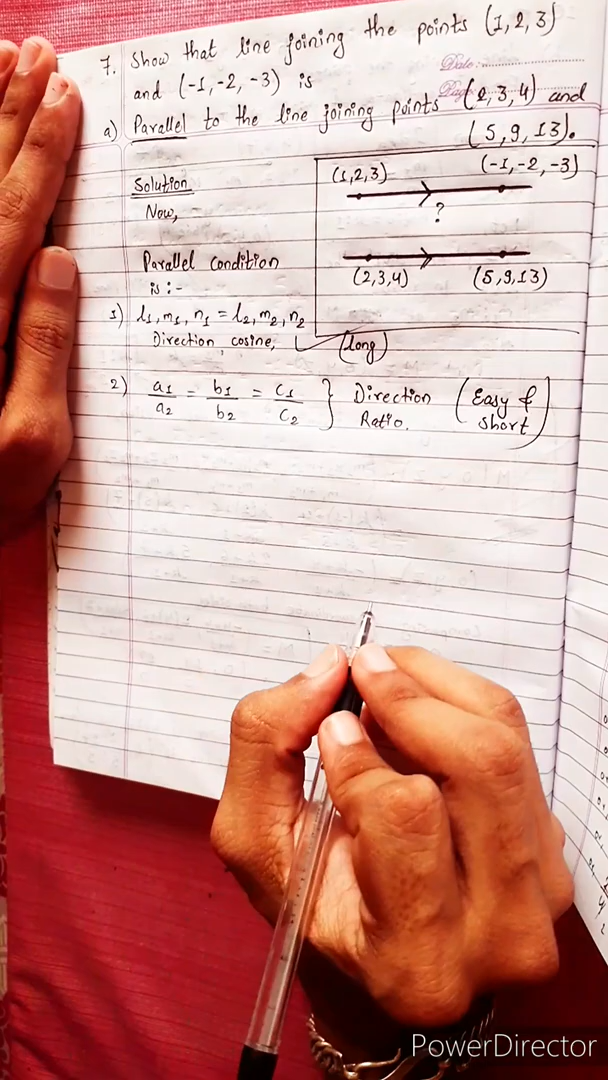 7. Show that line joining the points (1,2,3)
Date:
and (-1,-2,-3) is
Page:
a) Parallel to the line joining points (2,3,4) and
(5,9,13).
Solution
Now,
(1,2,3) (-1,-2,-3)
?
(2,3,4) (5,9,13)
Parallel condition
is :-
1) l1, m1, n1 = l2, m2, n2
Direction cosine, (long)
2) a1/a2 = b1/b2 = c1/c2 } Direction Ratio. (Easy & short)
PowerDirector